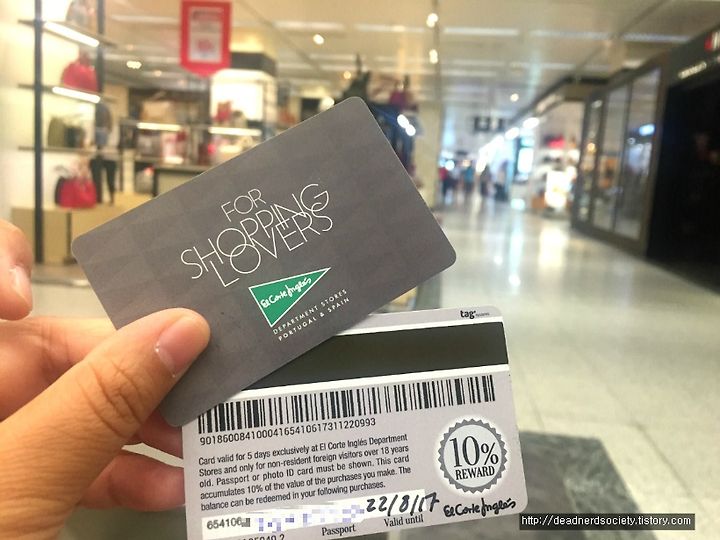 FOR
SHOPPING
LOVERS
El Corte Inglés
DEPARTMENT STORES
PORTUGAL & SPAIN
tag
90186008410004165410617311220993
Card valid for 5 days exclusively at El Corte Inglés Department
Stores and only for non-resident foreign visitors over 18 years
old. Passport or photo ID card must be shown. This card
accumulates 10% of the value of the purchases you make. The
balance can be redeemed in your following purchases.
10%
REWARD
654106
22/8/17
Passport
Valid until
El Corte Inglés
http://deadnerdsociety.tistory.com